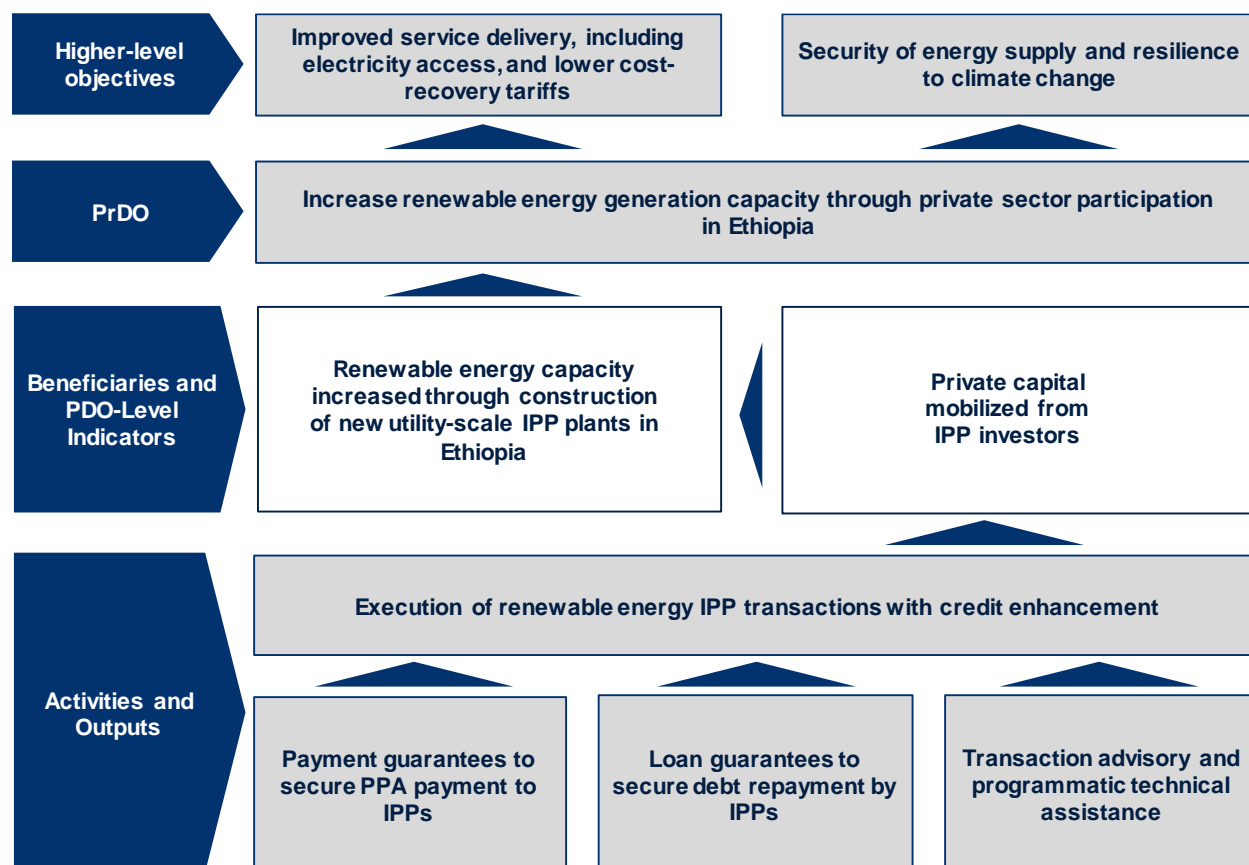 Higher-level
objectives
Improved service delivery, including
electricity access, and lower cost-
recovery tariffs
Security of energy supply and resilience
to climate change
PrDO
Increase renewable energy generation capacity through private sector participation
in Ethiopia
Beneficiaries and
PDO-Level
Indicators
Renewable energy capacity
increased through construction
of new utility-scale IPP plants in
Ethiopia
Private capital
mobilized from
IPP investors
Activities and
Outputs
Execution of renewable energy IPP transactions with credit enhancement
Payment guarantees to
secure PPA payment to
IPPs
Loan guarantees to
secure debt repayment by
IPPs
Transaction advisory and
programmatic technical
assistance